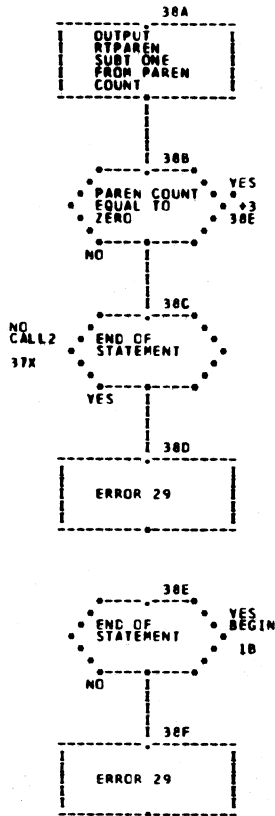 38A
OUTPUT
RTPAREN
SUBT ONE
FROM PAREN
COUNT
38B
YES
PAREN COUNT
EQUAL TO
ZERO
+3
38E
NO
38C
NO
CALL2
END OF
STATEMENT
37X
YES
38D
ERROR 29
38E
YES
BEGIN
END OF
STATEMENT
1B
NO
38F
ERROR 29